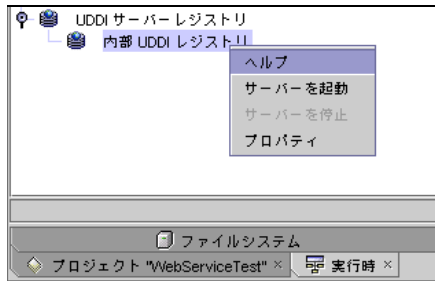 UDDI サーバーレジストリ
内部 UDDI レジストリ
ヘルプ
サーバーを起動
サーバーを停止
プロパティ
ファイルシステム
プロジェクト "WebServiceTest" × 実行時 ×